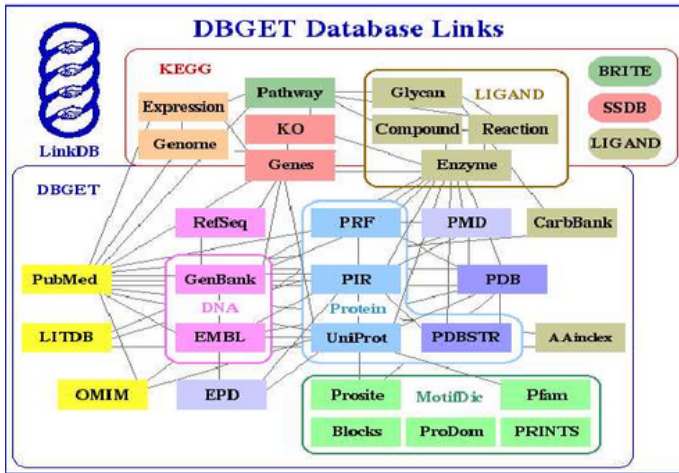 DBGET Database Links
KEGG
LinkDB
Expression
Pathway
Glycan
LIGAND
BRITE
Genome
KO
Compound
Reaction
SSDB
Genes
Enzyme
LIGAND
DBGET
RefSeq
PRF
PMD
CarbBank
PubMed
GenBank
PIR
PDB
DNA
Protein
LITDB
EMBL
UniProt
PDBSTR
AAindex
OMIM
EPD
Prosite
MotifDic
Pfam
Blocks
ProDom
PRINTS